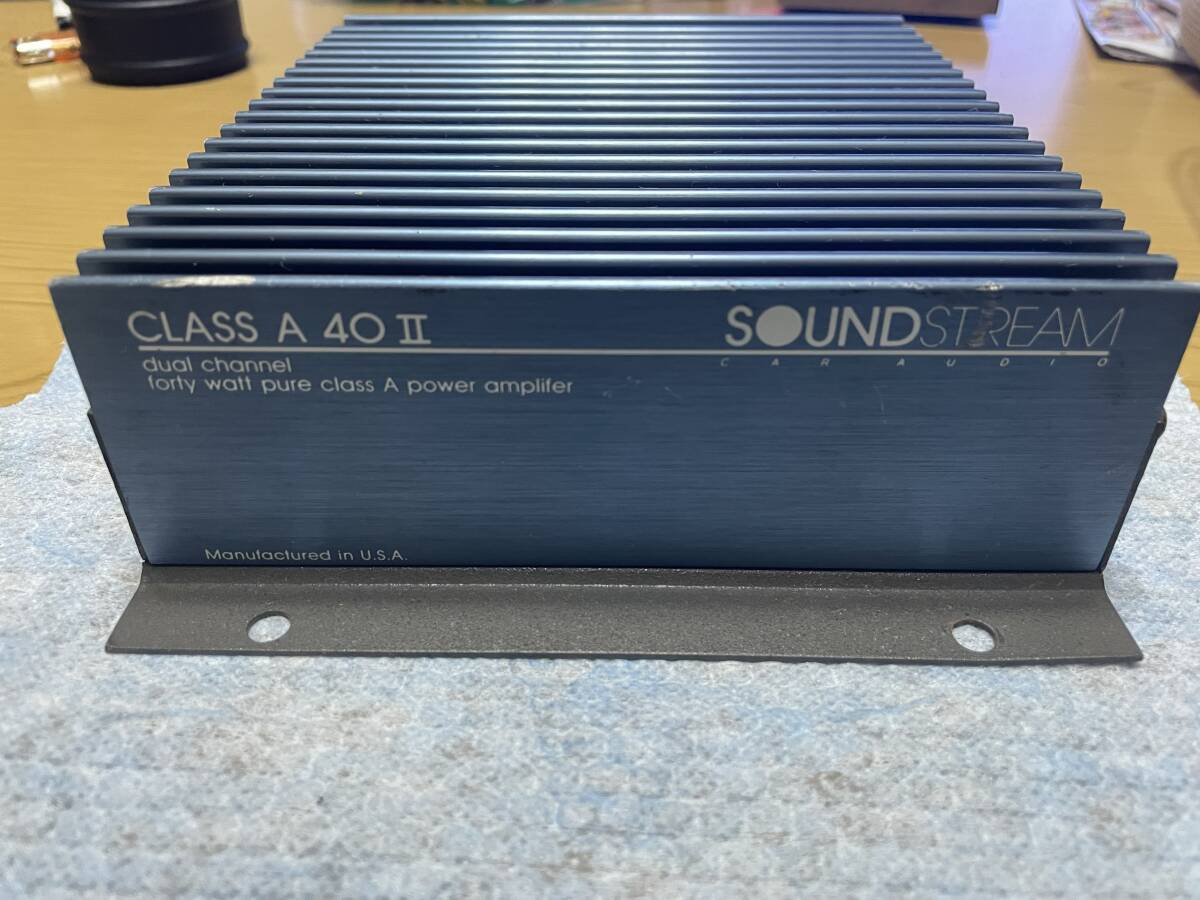 CLASS A 40 II
SOUNDSTREAM
CAR AUDIO
dual channel
forty watt pure class A power amplifer
Manufactured in U.S.A.